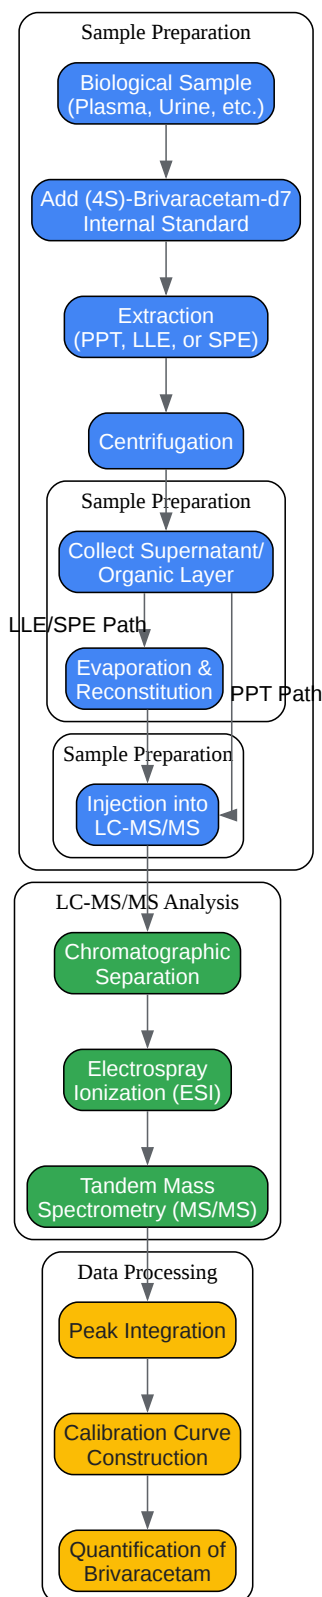 Sample Preparation
Biological Sample
(Plasma, Urine, etc.)
Add (4S)-Brivaracetam-d7
Internal Standard
Extraction
(PPT, LLE, or SPE)
Centrifugation
Sample Preparation
Collect Supernatant/
Organic Layer
LLE/SPE Path
Evaporation &
Reconstitution
PPT Path
Sample Preparation
Injection into
LC-MS/MS
LC-MS/MS Analysis
Chromatographic
Separation
Electrospray
Ionization (ESI)
Tandem Mass
Spectrometry (MS/MS)
Data Processing
Peak Integration
Calibration Curve
Construction
Quantification of
Brivaracetam